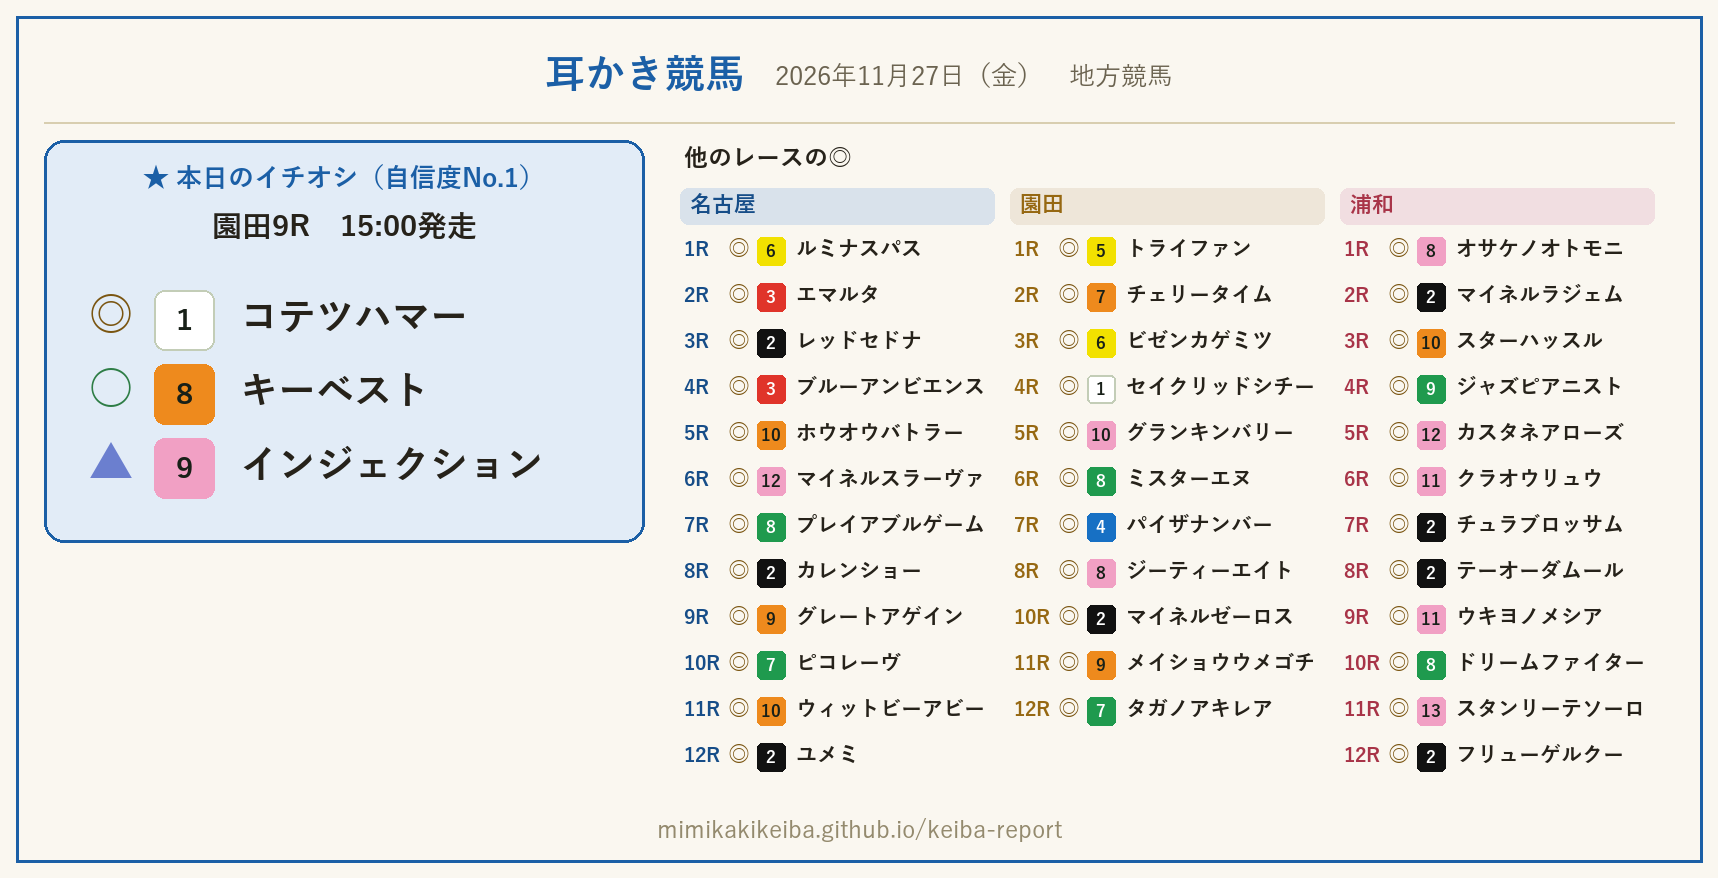 耳かき競馬 2026年11月27日（金） 地方競馬
★ 本日のイチオシ（自信度No.1）
園田9R 15:00発走
◎ 1 コテツハマー
○ 8 キーベスト
▲ 9 インジェクション
他のレースの◎
名古屋
1R ◎ 6 ルミナスパス
2R ◎ 3 エマルタ
3R ◎ 2 レッドセドナ
4R ◎ 3 ブルーアンビエンス
5R ◎ 10 ホウオウバトラー
6R ◎ 12 マイネルスラーヴァ
7R ◎ 8 プレイアブルゲーム
8R ◎ 2 カレンショー
9R ◎ 9 グレートアゲイン
10R ◎ 7 ピコレーヴ
11R ◎ 10 ウィットビーアビー
12R ◎ 2 ユメミ
園田
1R ◎ 5 トライファン
2R ◎ 7 チェリータイム
3R ◎ 6 ビゼンカゲミツ
4R ◎ 1 セイクリッドシチー
5R ◎ 10 グランキンバリー
6R ◎ 8 ミスターエヌ
7R ◎ 4 パイザナンバー
8R ◎ 8 ジーティーエイト
10R ◎ 2 マイネルゼーロス
11R ◎ 9 メイショウウメゴチ
12R ◎ 7 タガノアキレア
浦和
1R ◎ 8 オサケノオトモニ
2R ◎ 2 マイネルラジェム
3R ◎ 10 スターハッスル
4R ◎ 9 ジャズピアニスト
5R ◎ 12 カスタネアローズ
6R ◎ 11 クラオウリュウ
7R ◎ 2 チュラブロッサム
8R ◎ 2 テーオーダムール
9R ◎ 11 ウキヨノメシア
10R ◎ 8 ドリームファイター
11R ◎ 13 スタンリーテソーロ
12R ◎ 2 フリューゲルクー
mimikakikeiba.github.io/keiba-report